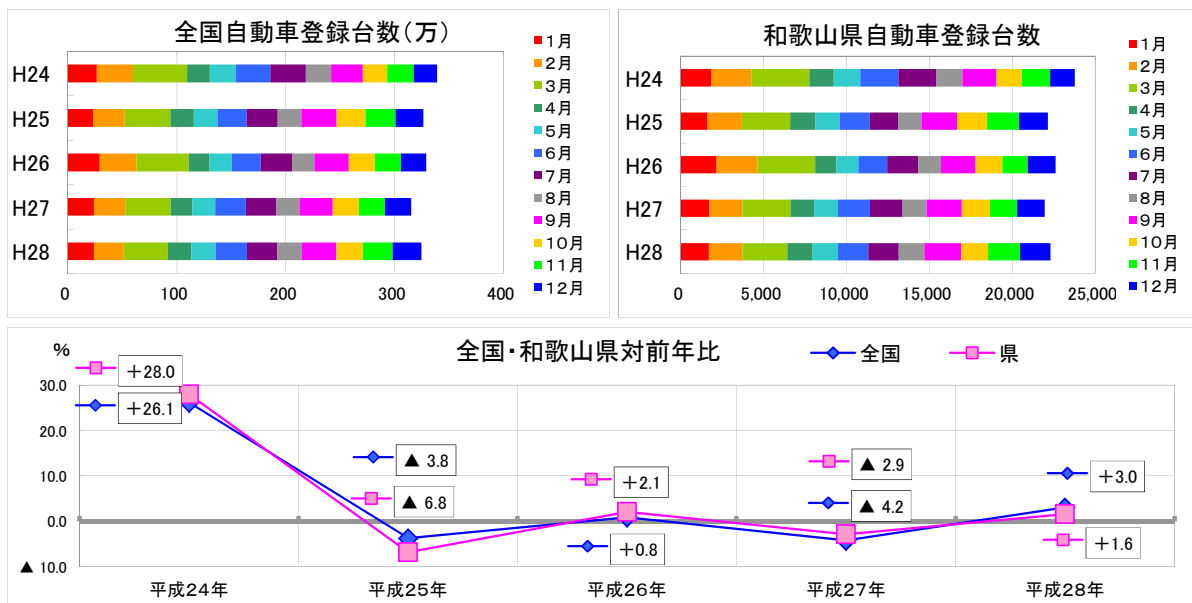 全国自動車登録台数(万)
H24
H25
H26
H27
H28
0 100 200 300 400
1月
2月
3月
4月
5月
6月
7月
8月
9月
10月
11月
12月
和歌山県自動車登録台数
H24
H25
H26
H27
H28
0 5,000 10,000 15,000 20,000 25,000
1月
2月
3月
4月
5月
6月
7月
8月
9月
10月
11月
12月
全国・和歌山県対前年比
全国 県
%
30.0
20.0
10.0
0.0
▲ 10.0
+28.0
+26.1
▲ 3.8
▲ 6.8
+2.1
+0.8
▲ 2.9
▲ 4.2
+3.0
+1.6
平成24年 平成25年 平成26年 平成27年 平成28年